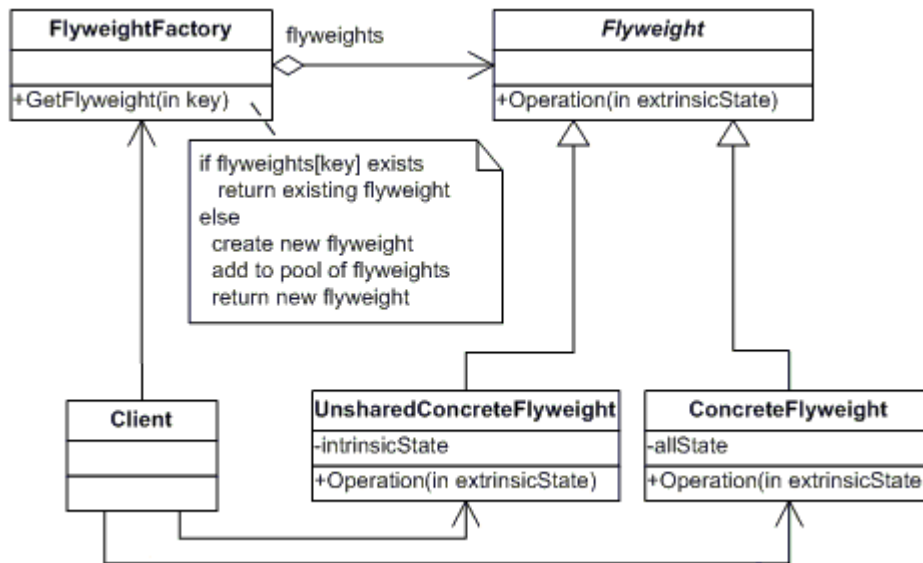 FlyweightFactory
+GetFlyweight(in key)
flyweights
Flyweight
+Operation(in extrinsicState)
if flyweights[key] exists
return existing flyweight
else
create new flyweight
add to pool of flyweights
return new flyweight
Client
UnsharedConcreteFlyweight
-intrinsicState
+Operation(in extrinsicState)
ConcreteFlyweight
-allState
+Operation(in extrinsicState